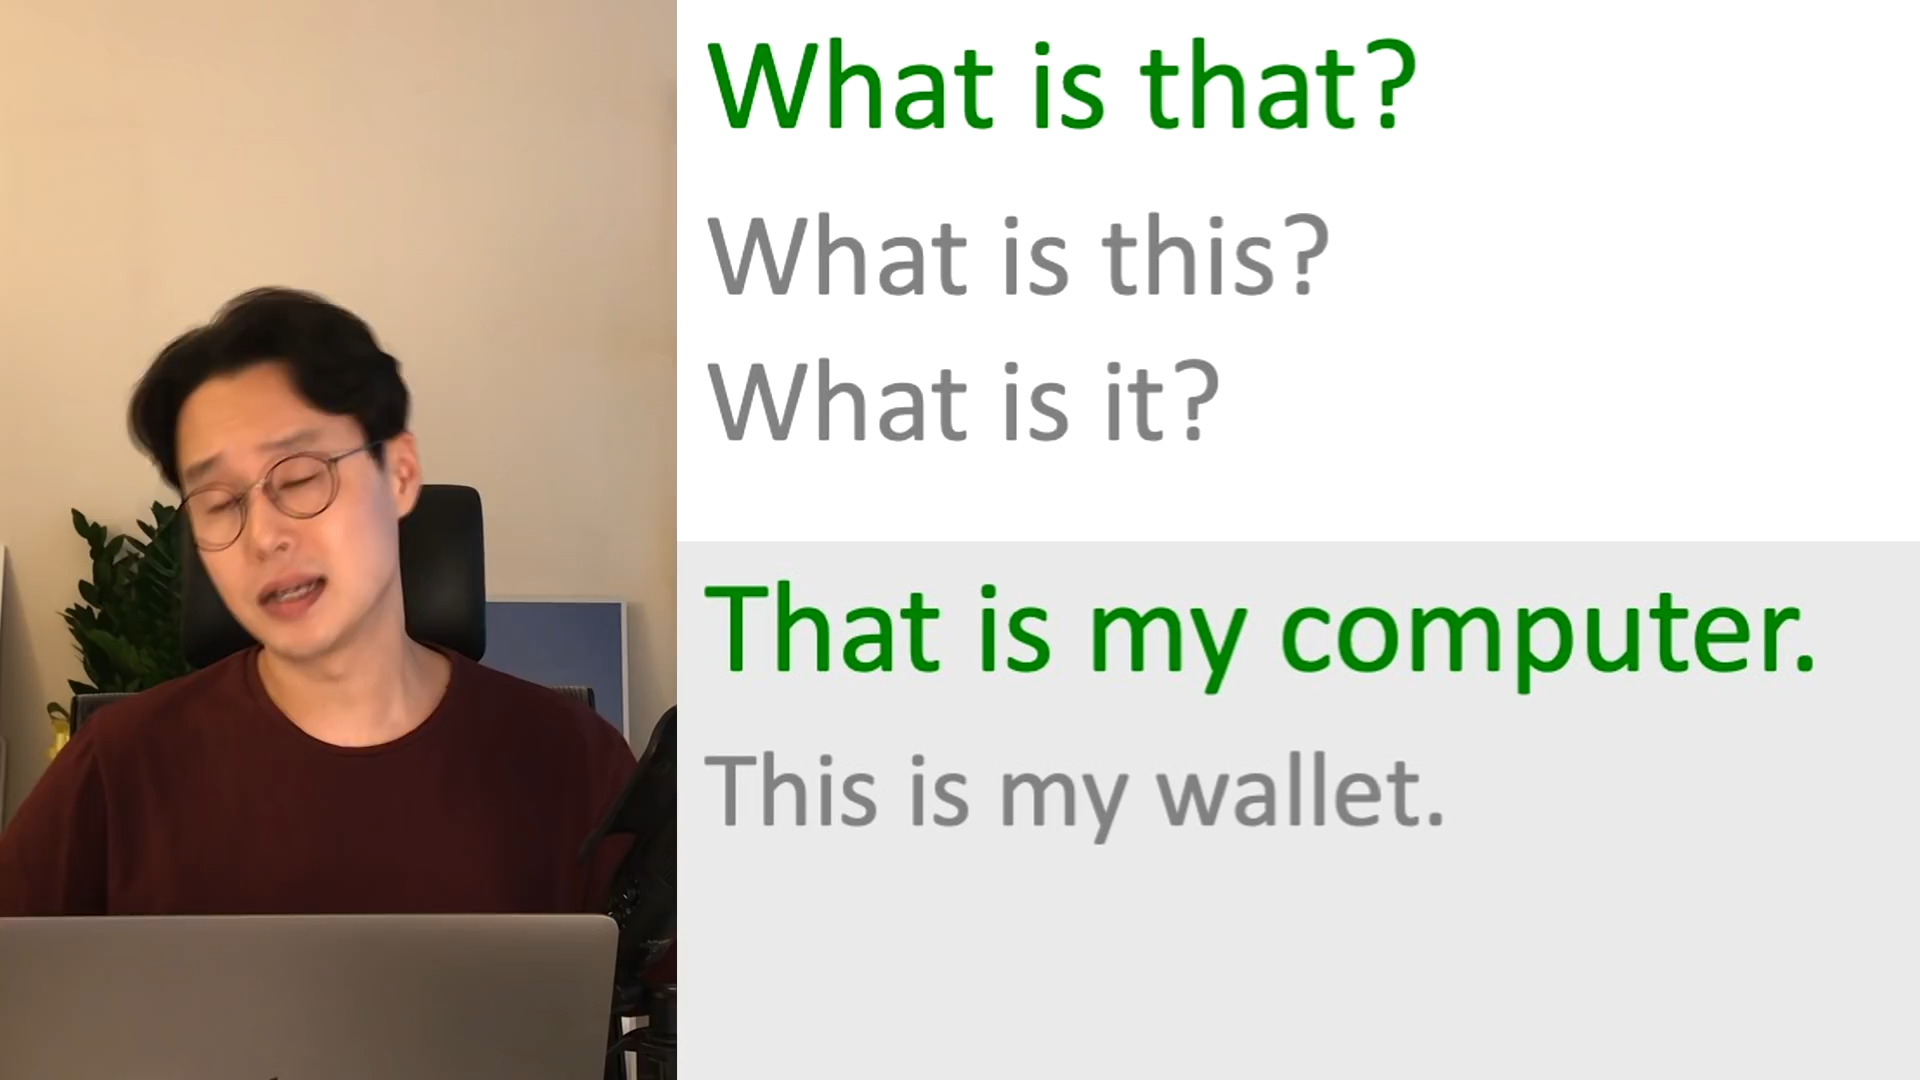 What is that?
What is this?
What is it?
That is my computer.
This is my wallet.